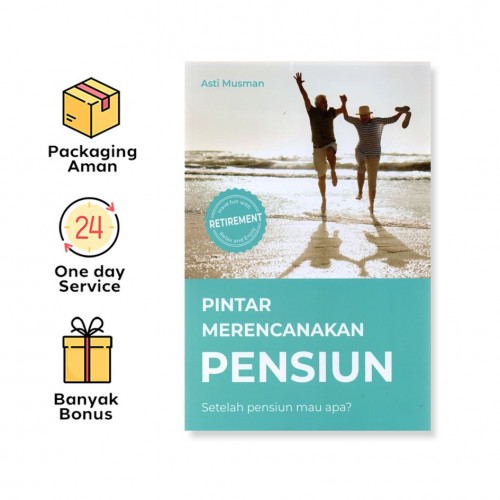 Packaging
Aman
24
One day
Service
Banyak
Bonus
Asti Musman
RETIREMENT
PINTAR
MERENCANAKAN
PENSIUN
Setelah pensiun mau apa?